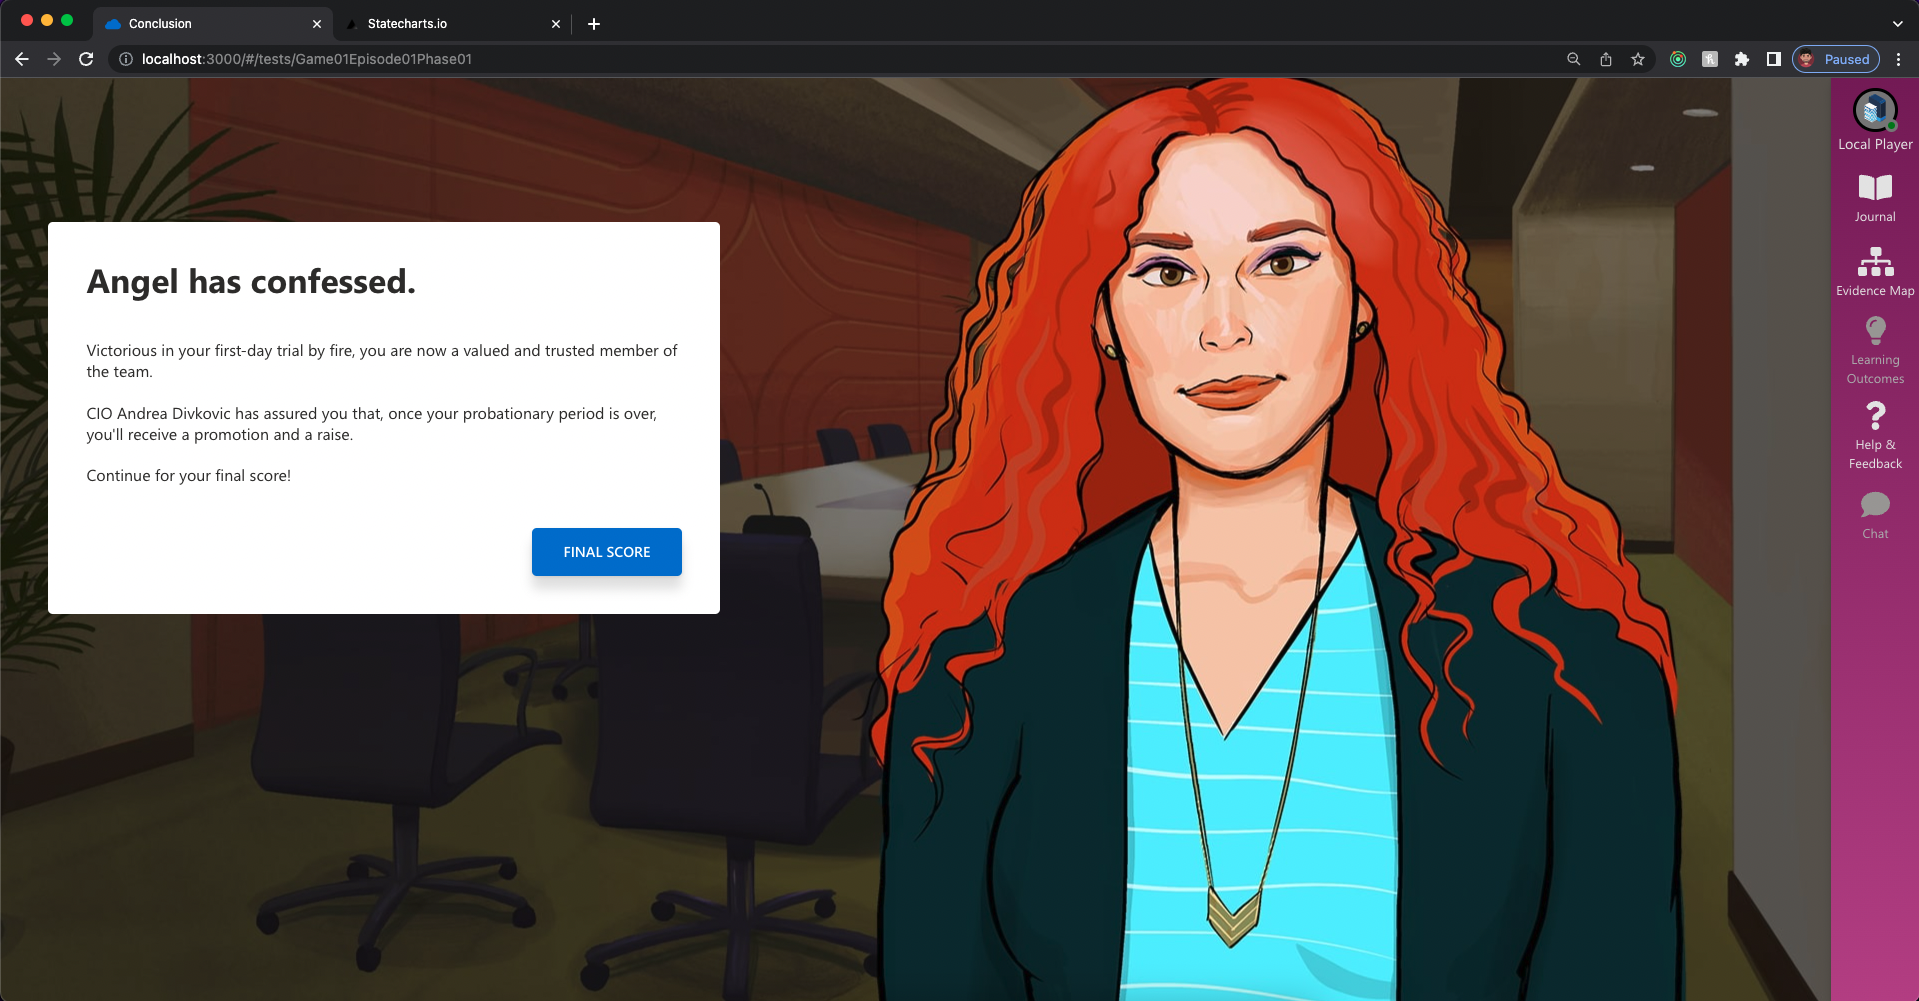 Conclusion
Statecharts.io
localhost:3000/#/tests/Game01Episode01Phase01
Paused
Local Player
Journal
Evidence Map
Learning
Outcomes
Help &
Feedback
Chat
Angel has confessed.
Victorious in your first-day trial by fire, you are now a valued and trusted member of
the team.
CIO Andrea Divkovic has assured you that, once your probationary period is over,
you'll receive a promotion and a raise.
Continue for your final score!
FINAL SCORE